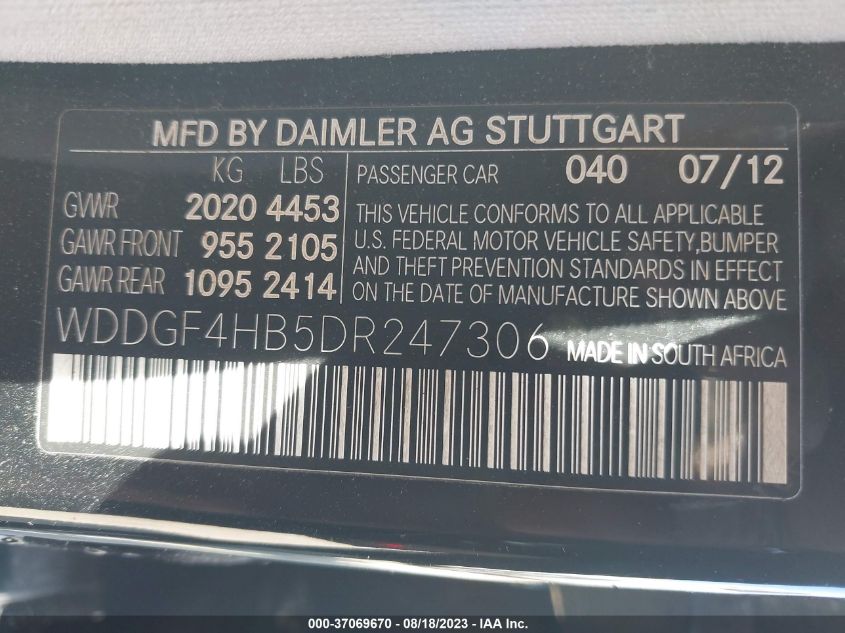 MFD BY DAIMLER AG STUTTGART
KG LBS
GVWR 2020 4453
GAWR FRONT 955 2105
GAWR REAR 1095 2414
PASSENGER CAR 040 07/12
THIS VEHICLE CONFORMS TO ALL APPLICABLE
U.S. FEDERAL MOTOR VEHICLE SAFETY,BUMPER
AND THEFT PREVENTION STANDARDS IN EFFECT
ON THE DATE OF MANUFACTURE SHOWN ABOVE
WDDGF4HB5DR247306 MADE IN SOUTH AFRICA
000-37069670 - 08/18/2023 - IAA Inc.